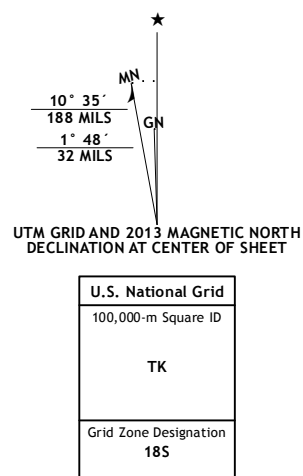 ★
MN
GN
10° 35´
188 MILS
1° 48´
32 MILS
UTM GRID AND 2013 MAGNETIC NORTH
DECLINATION AT CENTER OF SHEET
U.S. National Grid
100,000-m Square ID
TK
Grid Zone Designation
18S